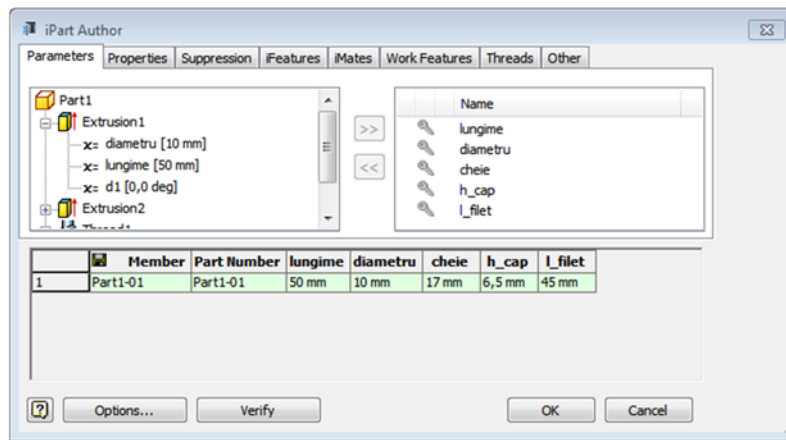 iPart Author
Parameters Properties Suppression iFeatures iMates Work Features Threads Other
Part1
Extrusion1
x= diametru [10 mm]
x= lungime [50 mm]
x= d1 [0,0 deg]
Extrusion2
Thread1
>>
<<
Name
lungime
diametru
cheie
h_cap
l_filet
Member Part Number lungime diametru cheie h_cap l_filet
1 Part1-01 Part1-01 50 mm 10 mm 17 mm 6,5 mm 45 mm
? Options... Verify OK Cancel